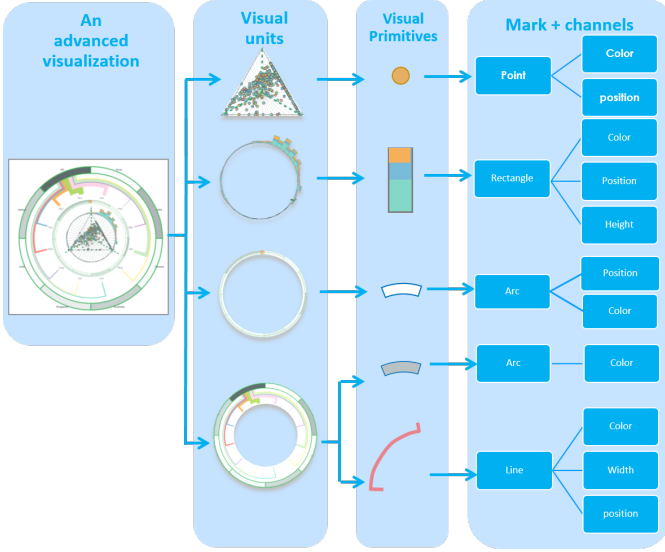 An
advanced
visualization
Visual
units
Visual
Primitives
Mark + channels
Point
Color
position
Rectangle
Color
Position
Height
Arc
Position
Color
Arc
Color
Line
Color
Width
position